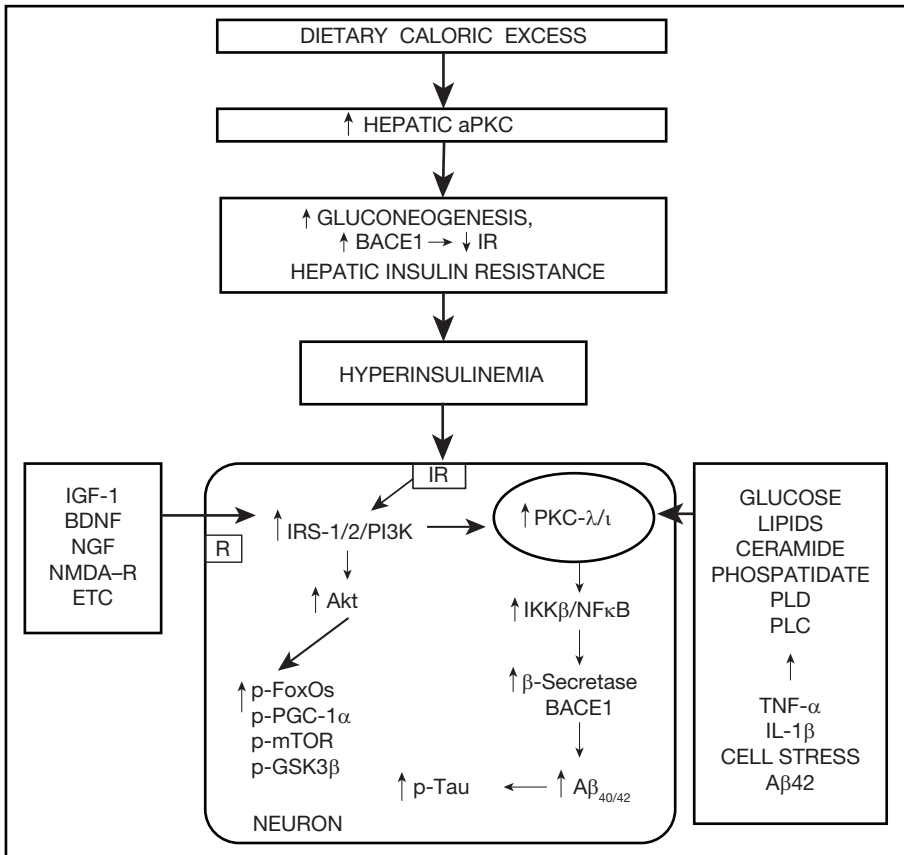 DIETARY CALORIC EXCESS
↑ HEPATIC aPKC
↑ GLUCONEOGENESIS,
↑ BACE1 → ↓ IR
HEPATIC INSULIN RESISTANCE
HYPERINSULINEMIA
IGF-1
BDNF
NGF
NMDA–R
ETC
IR
R
↑ IRS-1/2/PI3K
↑ PKC-λ/ι
↑ Akt
↑ p-FoxOs
p-PGC-1α
p-mTOR
p-GSK3β
↑ IKKβ/NFκB
↑ β-Secretase
BACE1
↑ Aβ40/42
↑ p-Tau
NEURON
GLUCOSE
LIPIDS
CERAMIDE
PHOSPATIDATE
PLD
PLC
↑
TNF-α
IL-1β
CELL STRESS
Aβ42